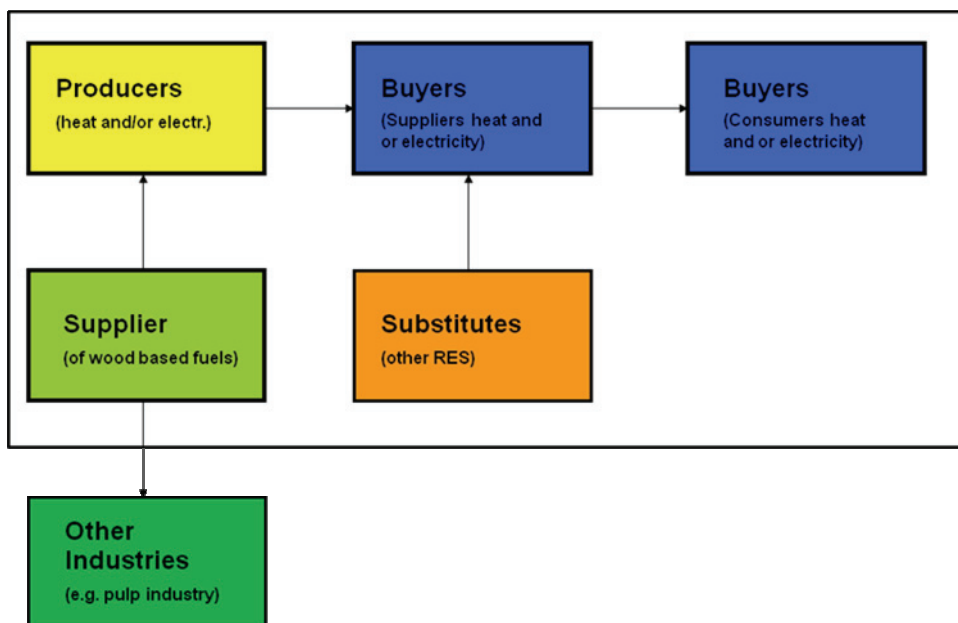 Producers
(heat and/or electr.)
Buyers
(Suppliers heat and
or electricity)
Buyers
(Consumers heat
and or electricity)
Supplier
(of wood based fuels)
Substitutes
(other RES)
Other
Industries
(e.g. pulp industry)